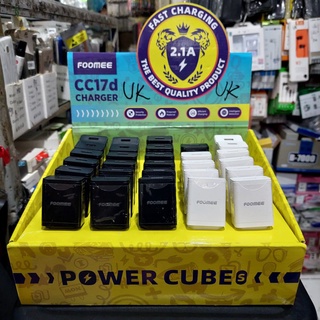 FAST CHARGING
2.1A
THE BEST QUALITY PRODUCT
FOOMEE
CC17d
CHARGER
UK
UK
FOOMEE
FOOMEE
FOOMEE
FOOMEE
FOOMEE
POWER CUBES